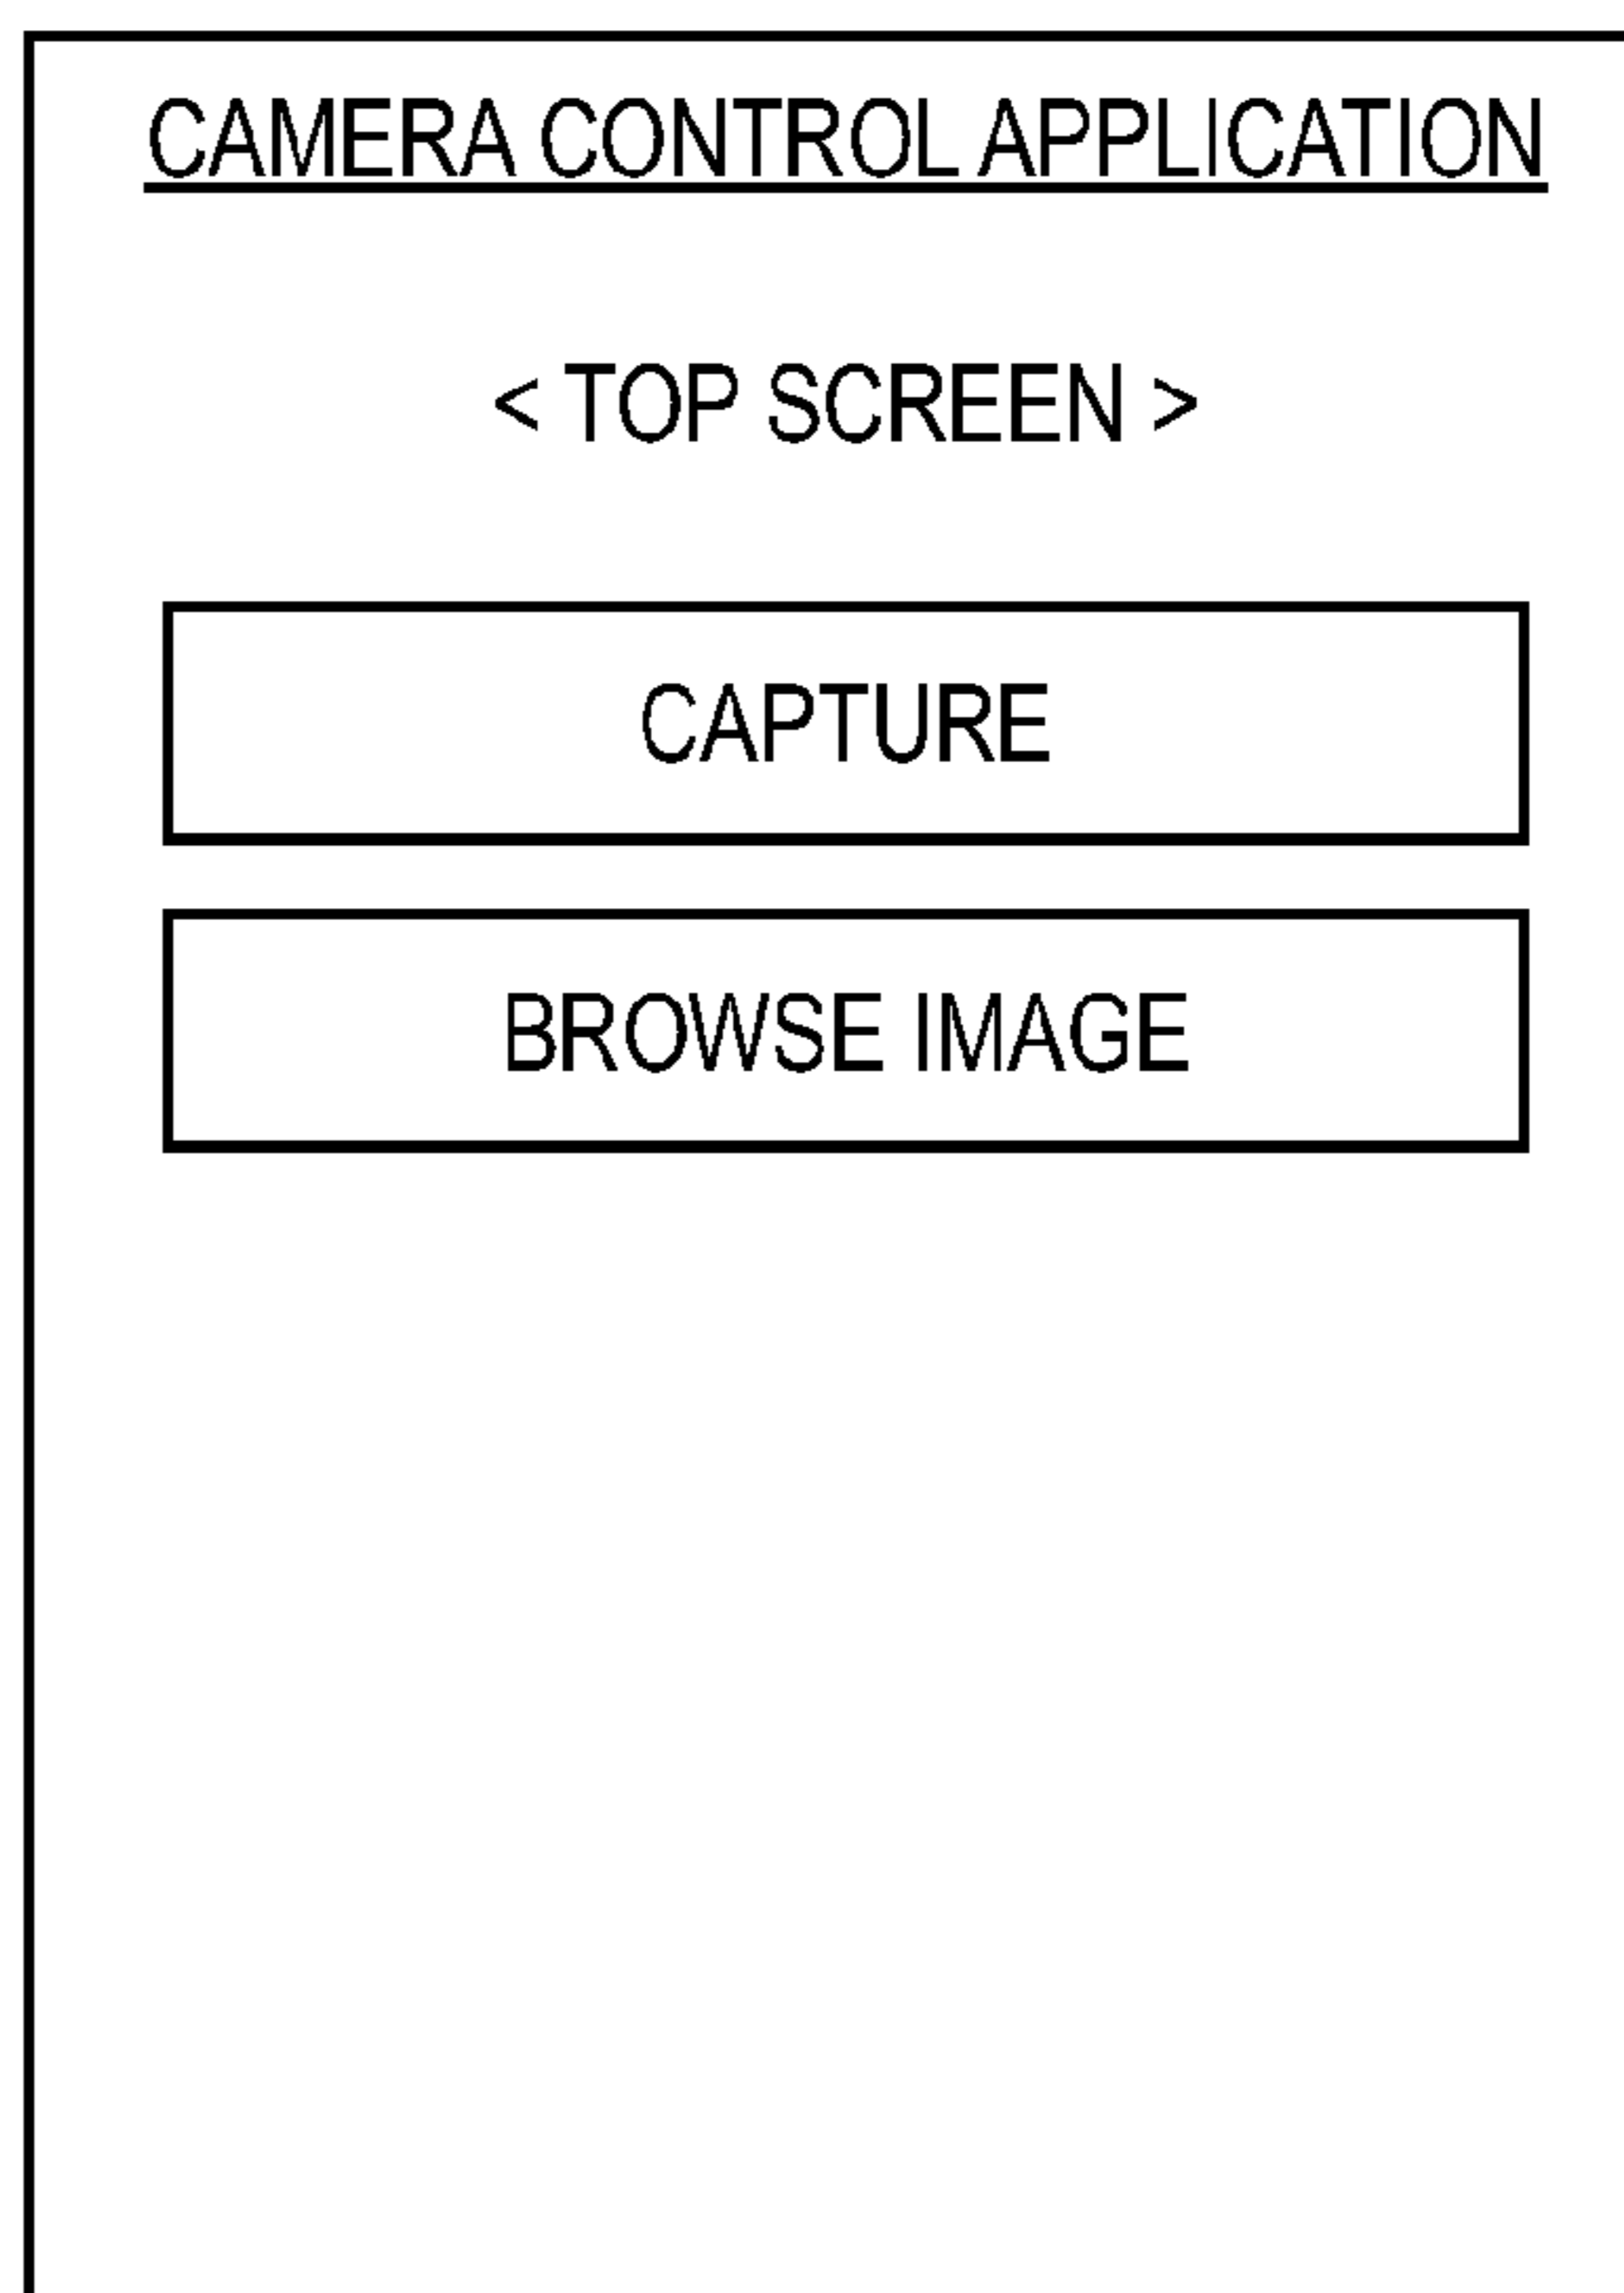 CAMERA CONTROL APPLICATION
< TOP SCREEN >
CAPTURE
BROWSE IMAGE